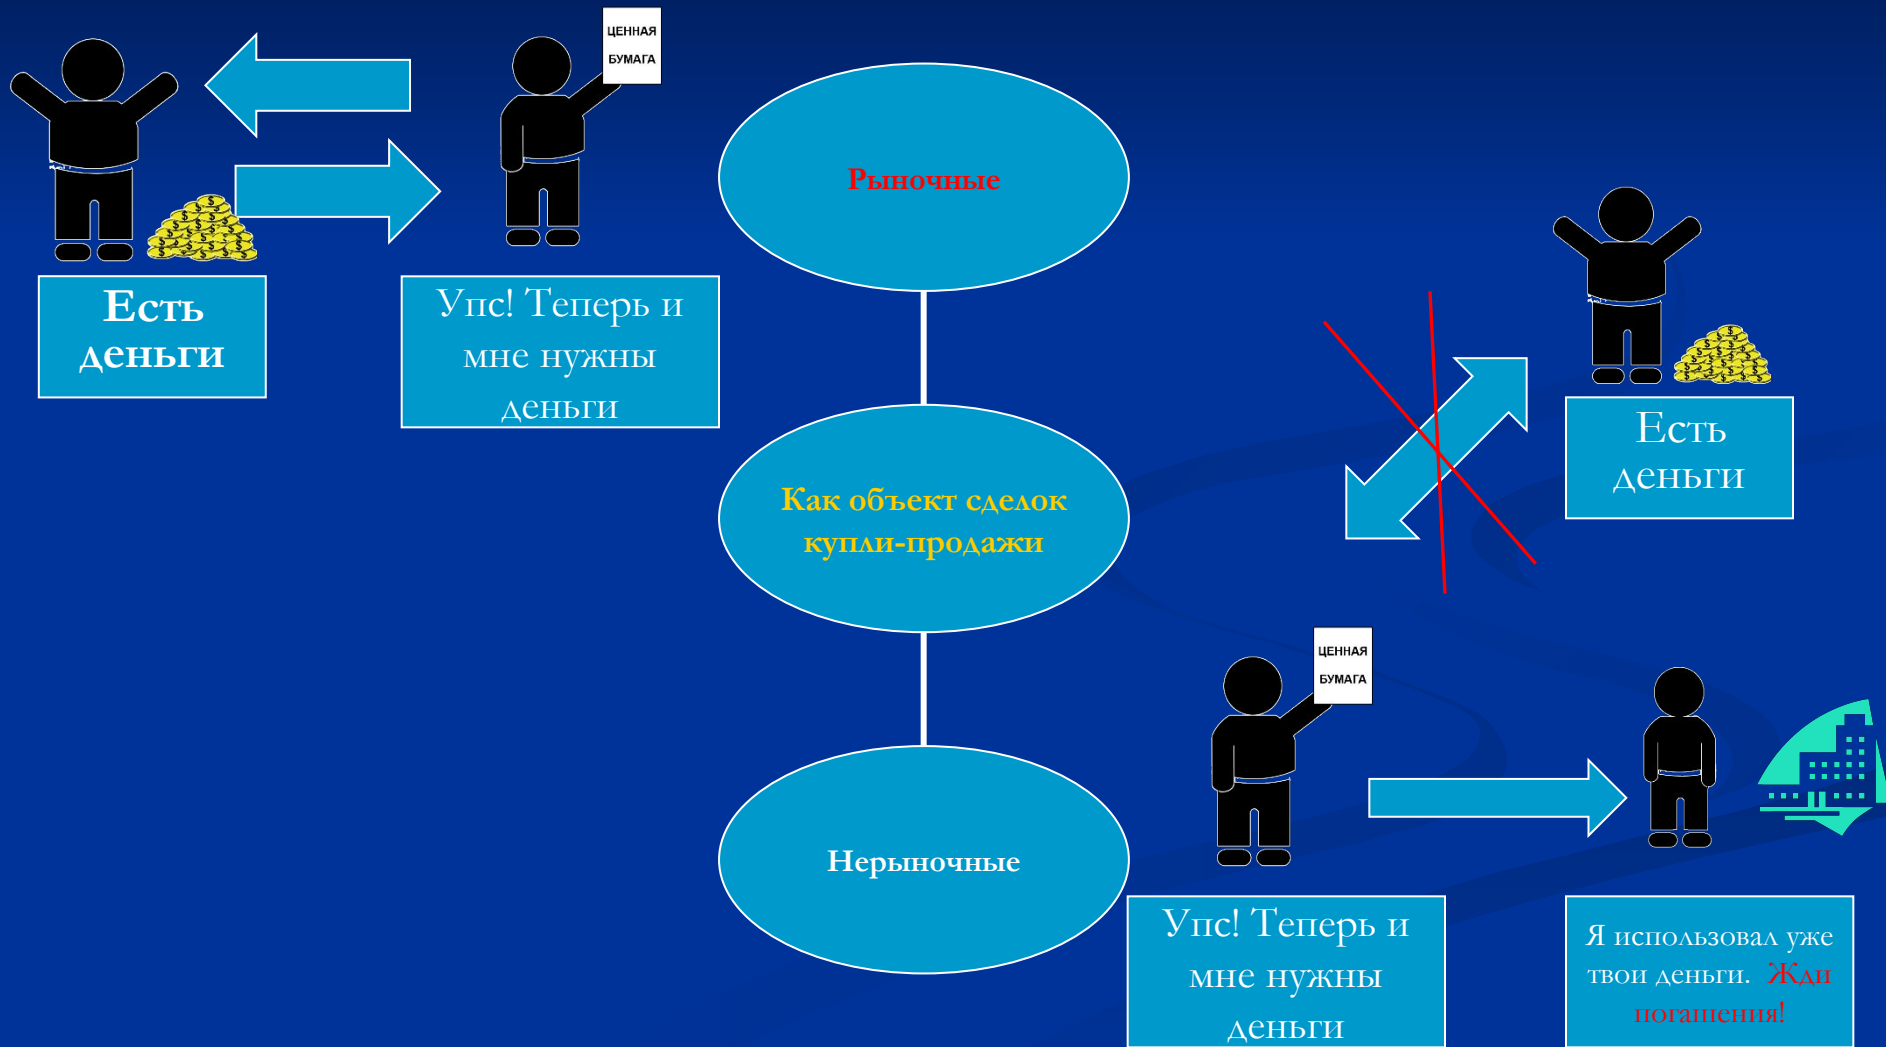 ЦЕННАЯ
БУМАГА
Рыночные
Есть
деньги
Упс! Теперь и
мне нужны
деньги
Есть
деньги
Как объект сделок
купли-продажи
ЦЕННАЯ
БУМАГА
Нерыночные
Упс! Теперь и
мне нужны
деньги
Я использовал уже
твои деньги. Жди
погашения!